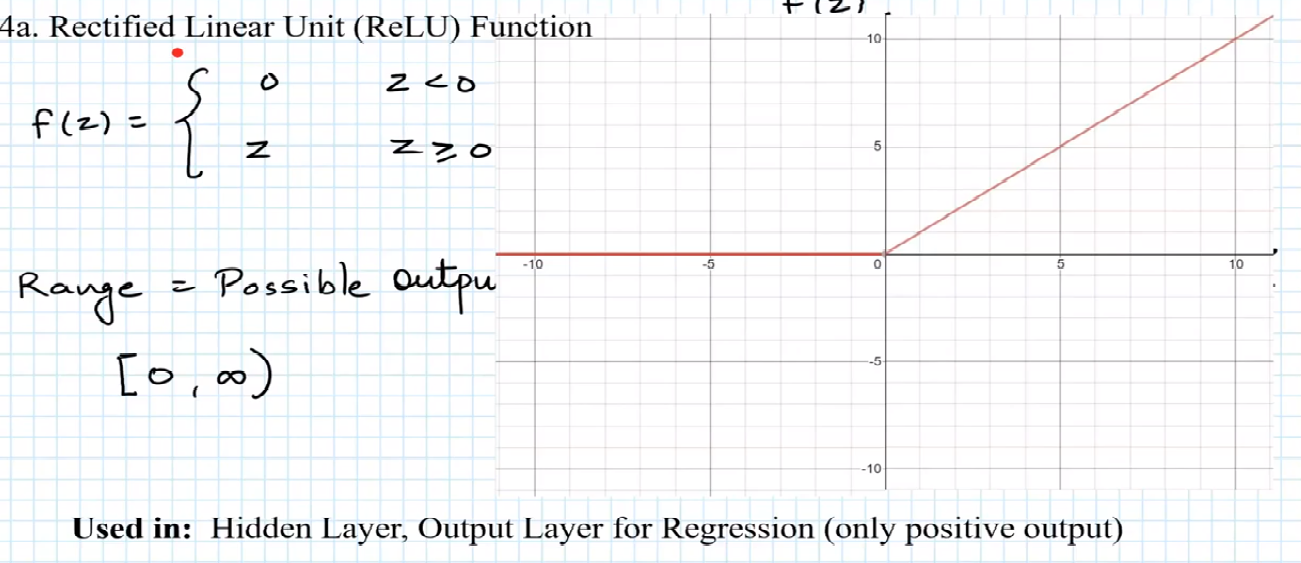 4a. Rectified Linear Unit (ReLU) Function
f(z)
f(z) = { 0 z < 0
z z ≥ 0
Range = Possible Outpu
[0, ∞)
10
5
-10 -5 0 5 10
-5
-10
Used in: Hidden Layer, Output Layer for Regression (only positive output)